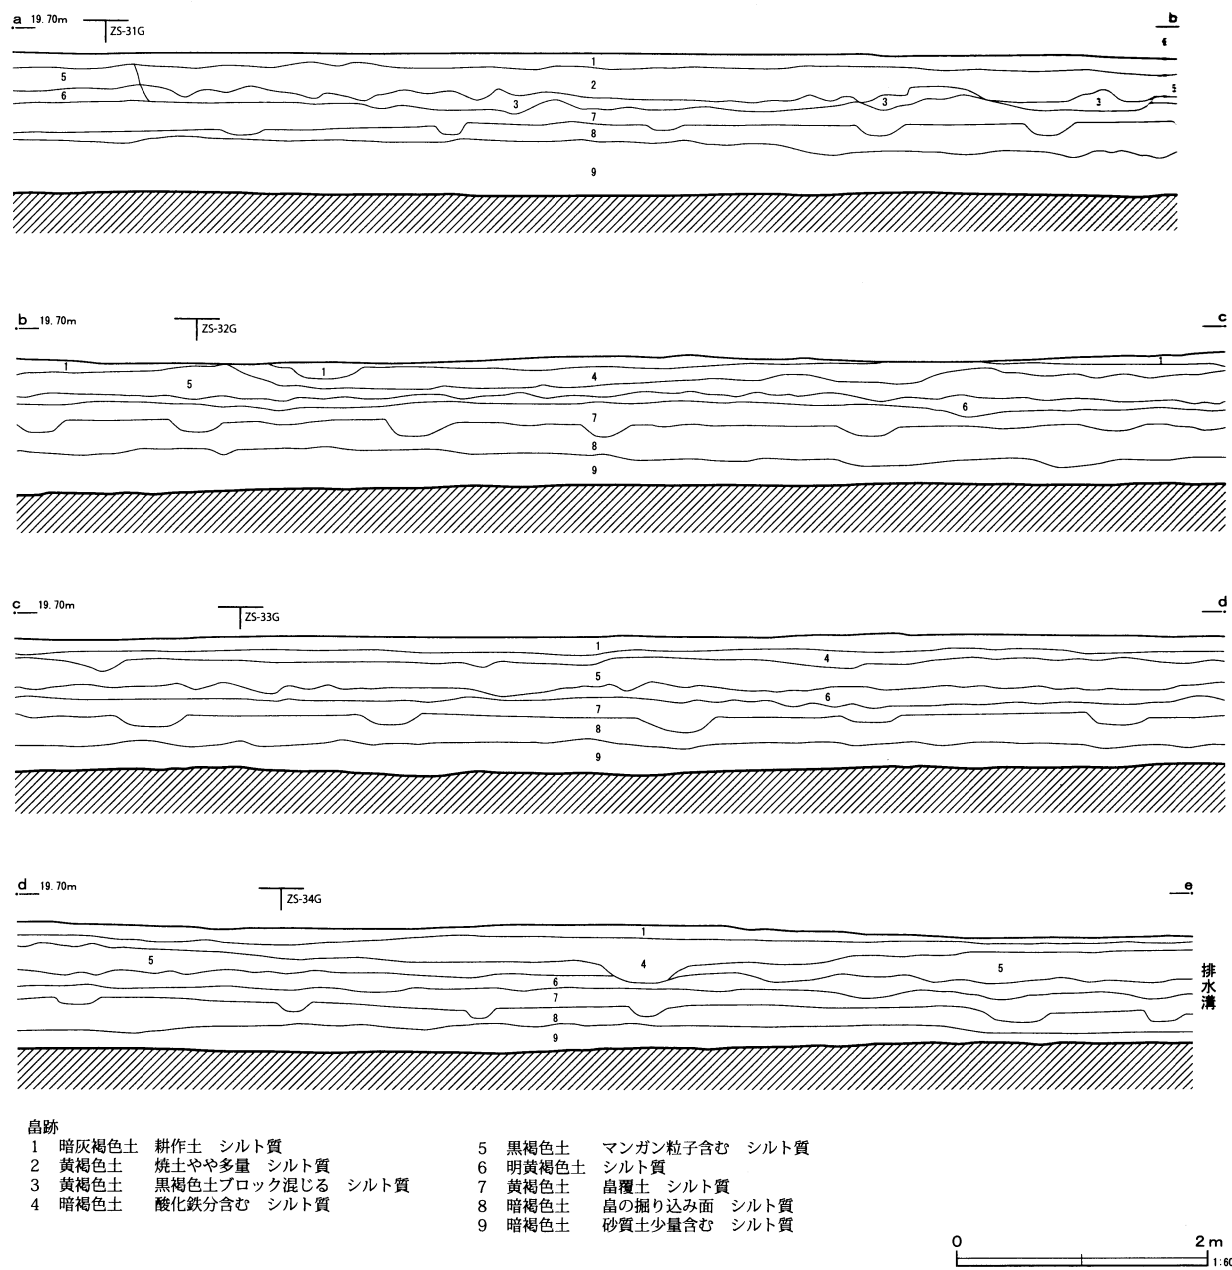 a 19.70m ZS-31G b
1
5
2
6
3
3
3
5
7
8
9
b 19.70m ZS-32G c
1
1
1
4
5
6
7
8
9
c 19.70m ZS-33G d
1
4
5
6
7
8
9
d 19.70m ZS-34G e
1
5
4
5
6
7
8
9
排水溝
畠跡
1 暗灰褐色土 耕作土 シルト質
2 黄褐色土 焼土やや多量 シルト質
3 黄褐色土 黒褐色土ブロック混じる シルト質
4 暗褐色土 酸化鉄分含む シルト質
5 黒褐色土 マンガン粒子含む シルト質
6 明黄褐色土 シルト質
7 黄褐色土 畠覆土 シルト質
8 暗褐色土 畠の掘り込み面 シルト質
9 暗褐色土 砂質土少量含む シルト質
0 2m
1:60